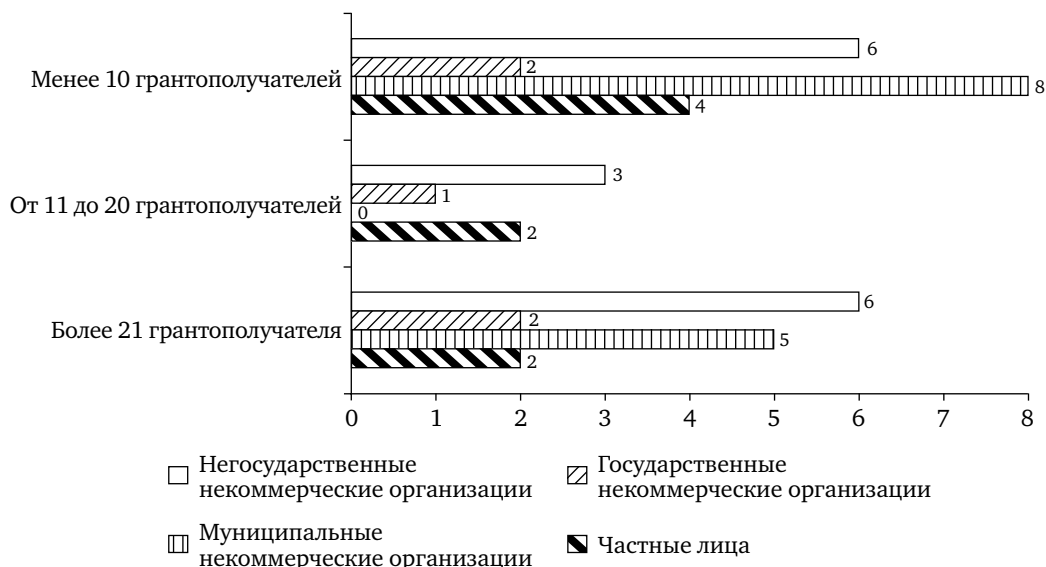 6
2
Менее 10 грантополучателей
8
4
3
1
От 11 до 20 грантополучателей
0
2
6
2
Более 21 грантополучателя
5
2
0 1 2 3 4 5 6 7 8
Негосударственные
некоммерческие организации
Государственные
некоммерческие организации
Муниципальные
некоммерческие организации
Частные лица